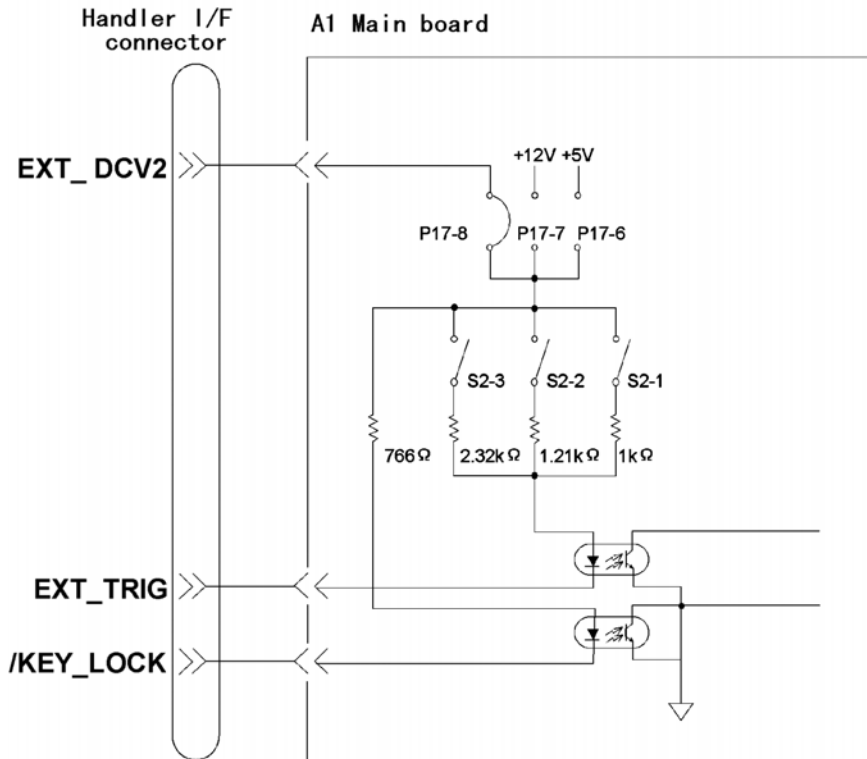 Handler I/F
connector
A1 Main board
EXT_ DCV2
+12V +5V
P17-8 P17-7 P17-6
S2-3 S2-2 S2-1
766Ω 2.32kΩ 1.21kΩ 1kΩ
EXT_TRIG
/KEY_LOCK